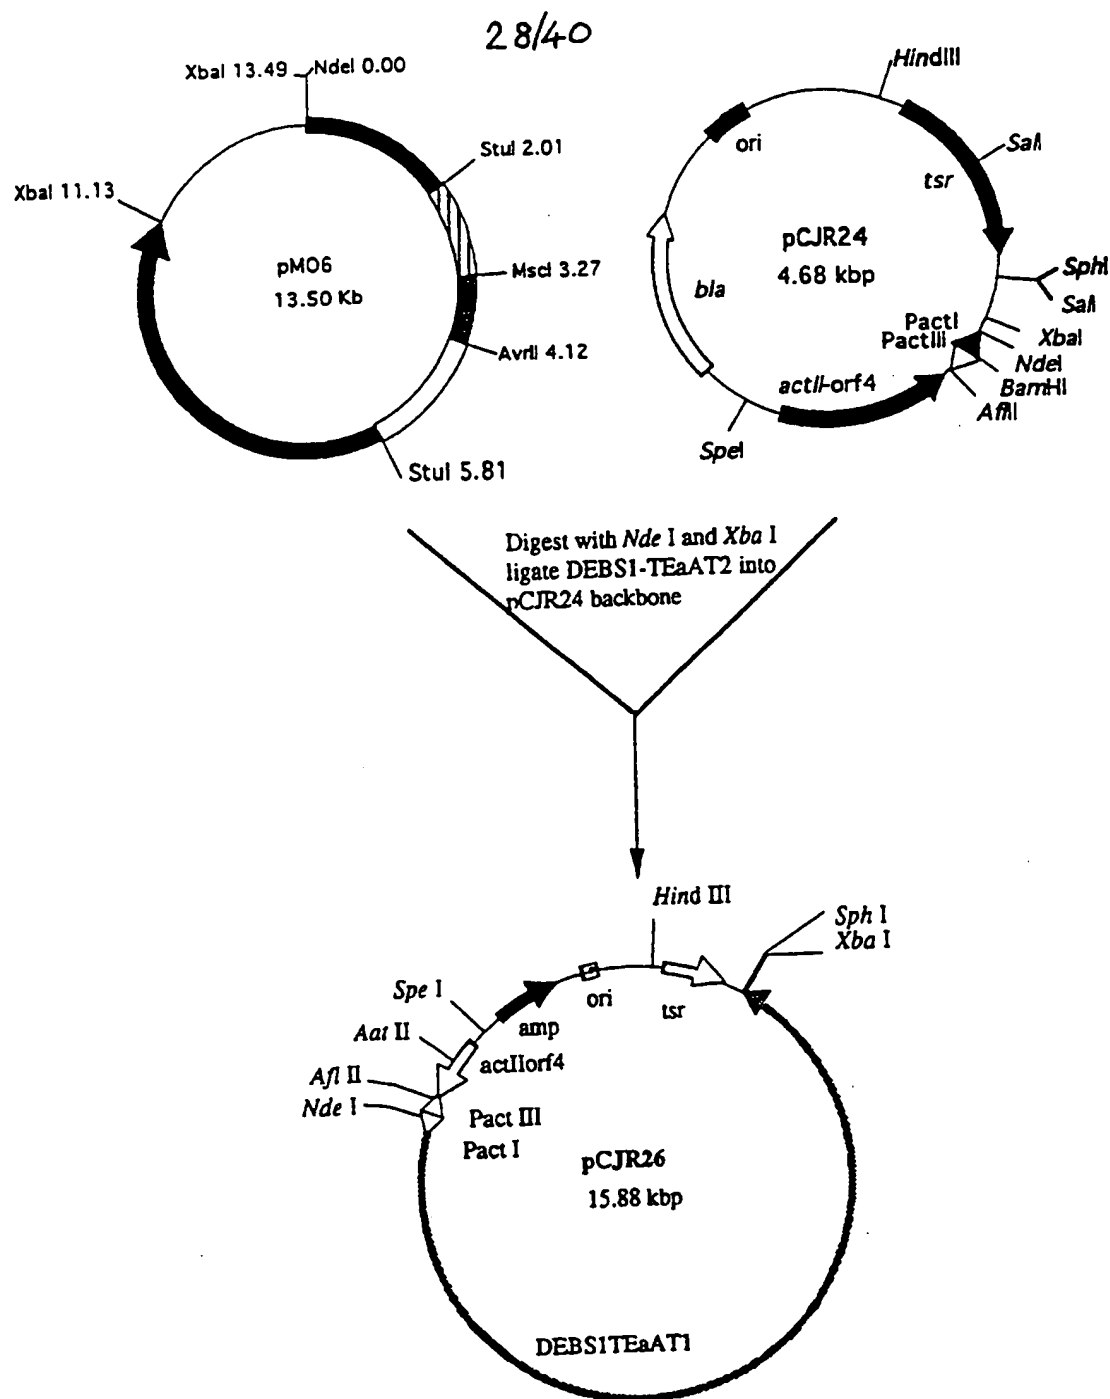 28/40
XbaI 13.49
NdeI 0.00
StuI 2.01
XbaI 11.13
pM06
13.50 Kb
MscI 3.27
AvrII 4.12
StuI 5.81
HindIII
ori
SalI
tsr
pCJR24
4.68 kbp
bla
SphI
SalI
PactI
XbaI
PactIII
NdeI
BamHI
actII-orf4
AflII
SpeI
Digest with Nde I and Xba I
ligate DEBS1-TEaAT2 into
pCJR24 backbone
Hind III
Sph I
Xba I
Spe I
ori
tsr
amp
Aat II
actIIorf4
Afl II
Nde I
Pact III
Pact I
pCJR26
15.88 kbp
DEBS1TEaAT1